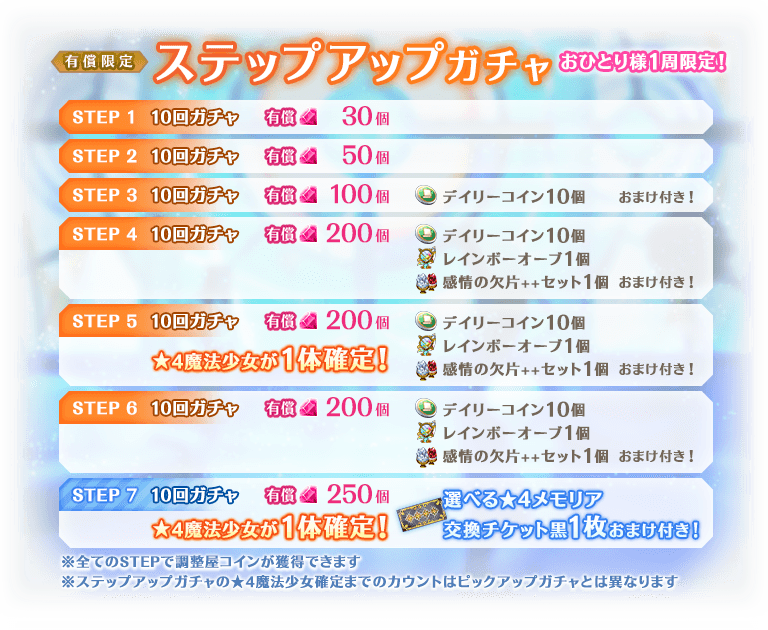 有償限定 ステップアップガチャ おひとり様1周限定!
STEP 1 10回ガチャ 有償 30個
STEP 2 10回ガチャ 有償 50個
STEP 3 10回ガチャ 有償 100個 デイリーコイン10個 おまけ付き!
STEP 4 10回ガチャ 有償 200個 デイリーコイン10個
レインボーオーブ1個
感情の欠片++セット1個 おまけ付き!
STEP 5 10回ガチャ 有償 200個 デイリーコイン10個
レインボーオーブ1個
★4魔法少女が1体確定!
感情の欠片++セット1個 おまけ付き!
STEP 6 10回ガチャ 有償 200個 デイリーコイン10個
レインボーオーブ1個
感情の欠片++セット1個 おまけ付き!
STEP 7 10回ガチャ 有償 250個 選べる★4メモリア
★4魔法少女が1体確定! 交換チケット黒1枚おまけ付き!
※全てのSTEPで調整屋コインが獲得できます
※ステップアップガチャの★4魔法少女確定までのカウントはピックアップガチャとは異なります